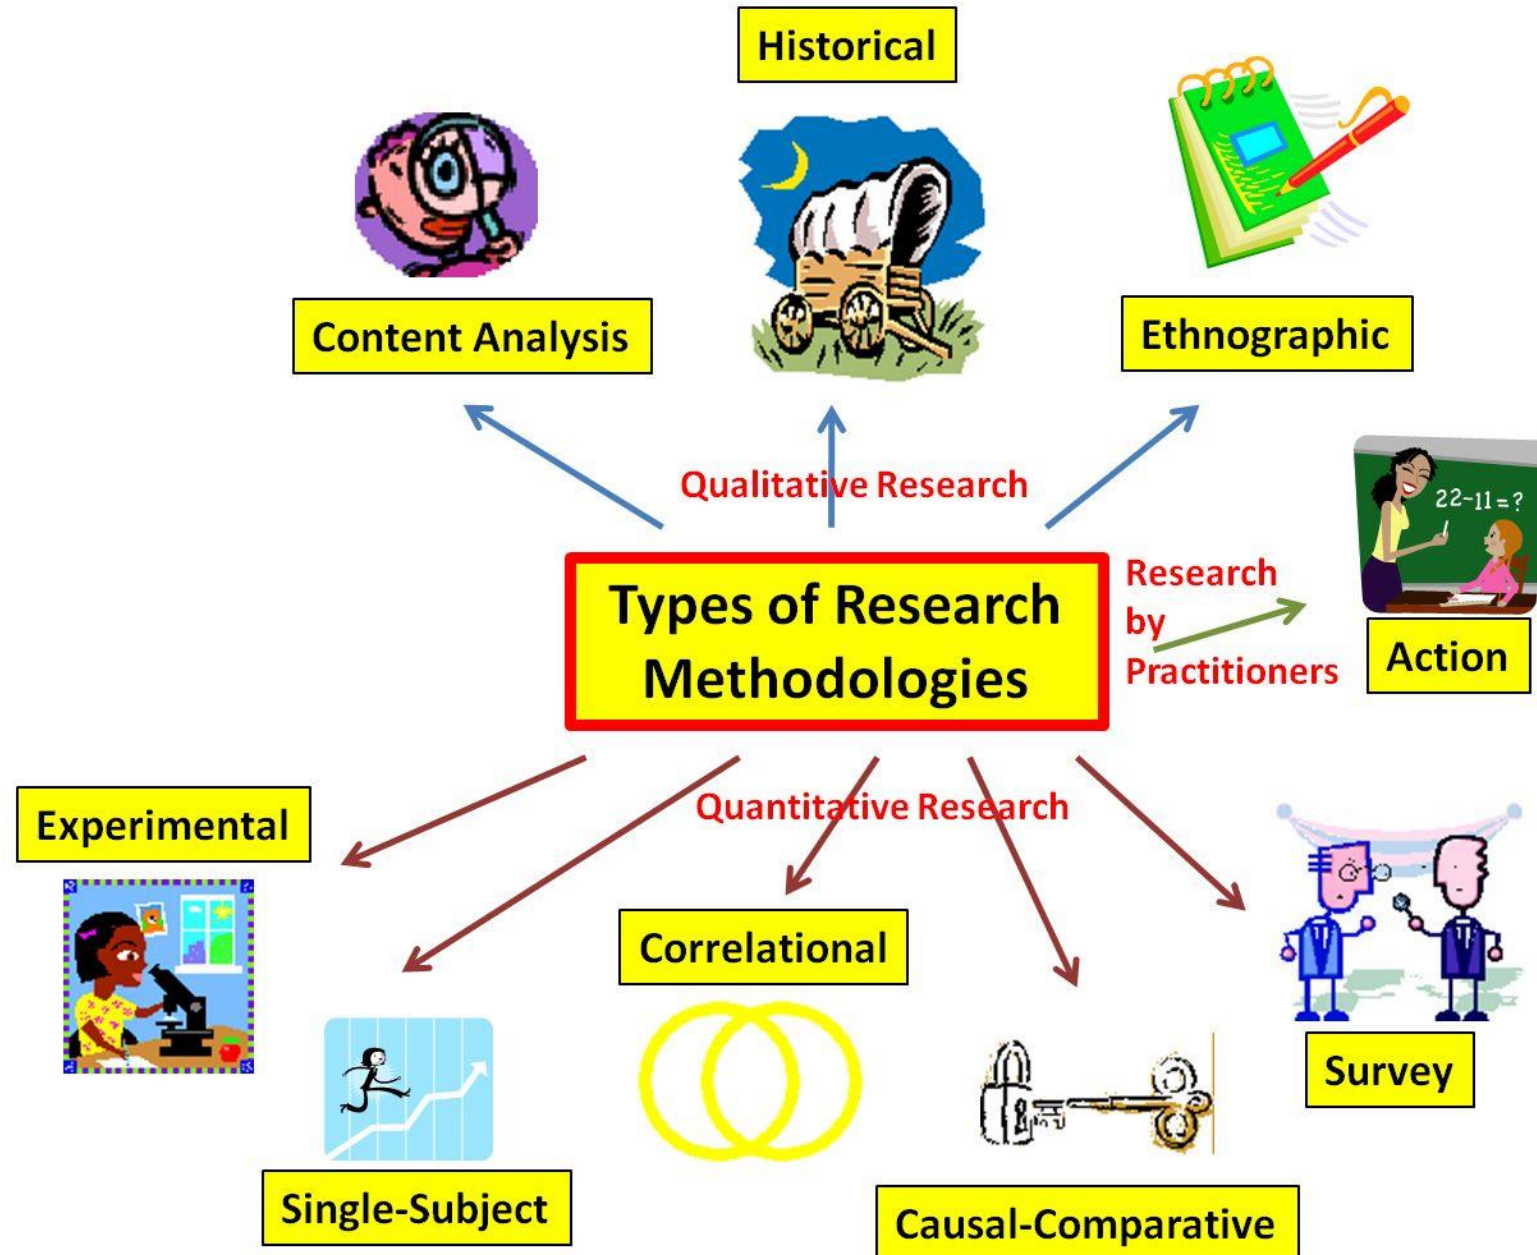 Historical
Content Analysis
Ethnographic
Qualitative Research
22-11=?
Types of Research
Methodologies
Research
by
Practitioners
Action
Quantitative Research
Experimental
Correlational
Survey
Single-Subject
Causal-Comparative